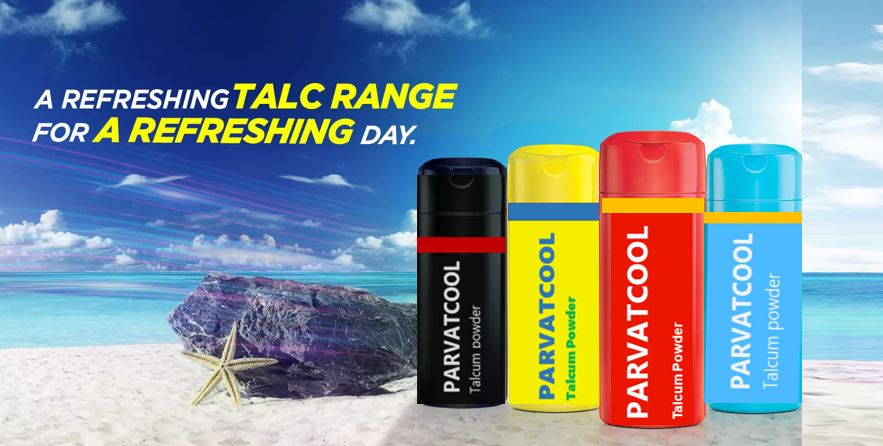 A REFRESHING TALC RANGE
FOR A REFRESHING DAY.
PARVATCOOL
Talcum powder
PARVATCOOL
Talcum Powder
PARVATCOOL
Talcum Powder
PARVATCOOL
Talcum powder